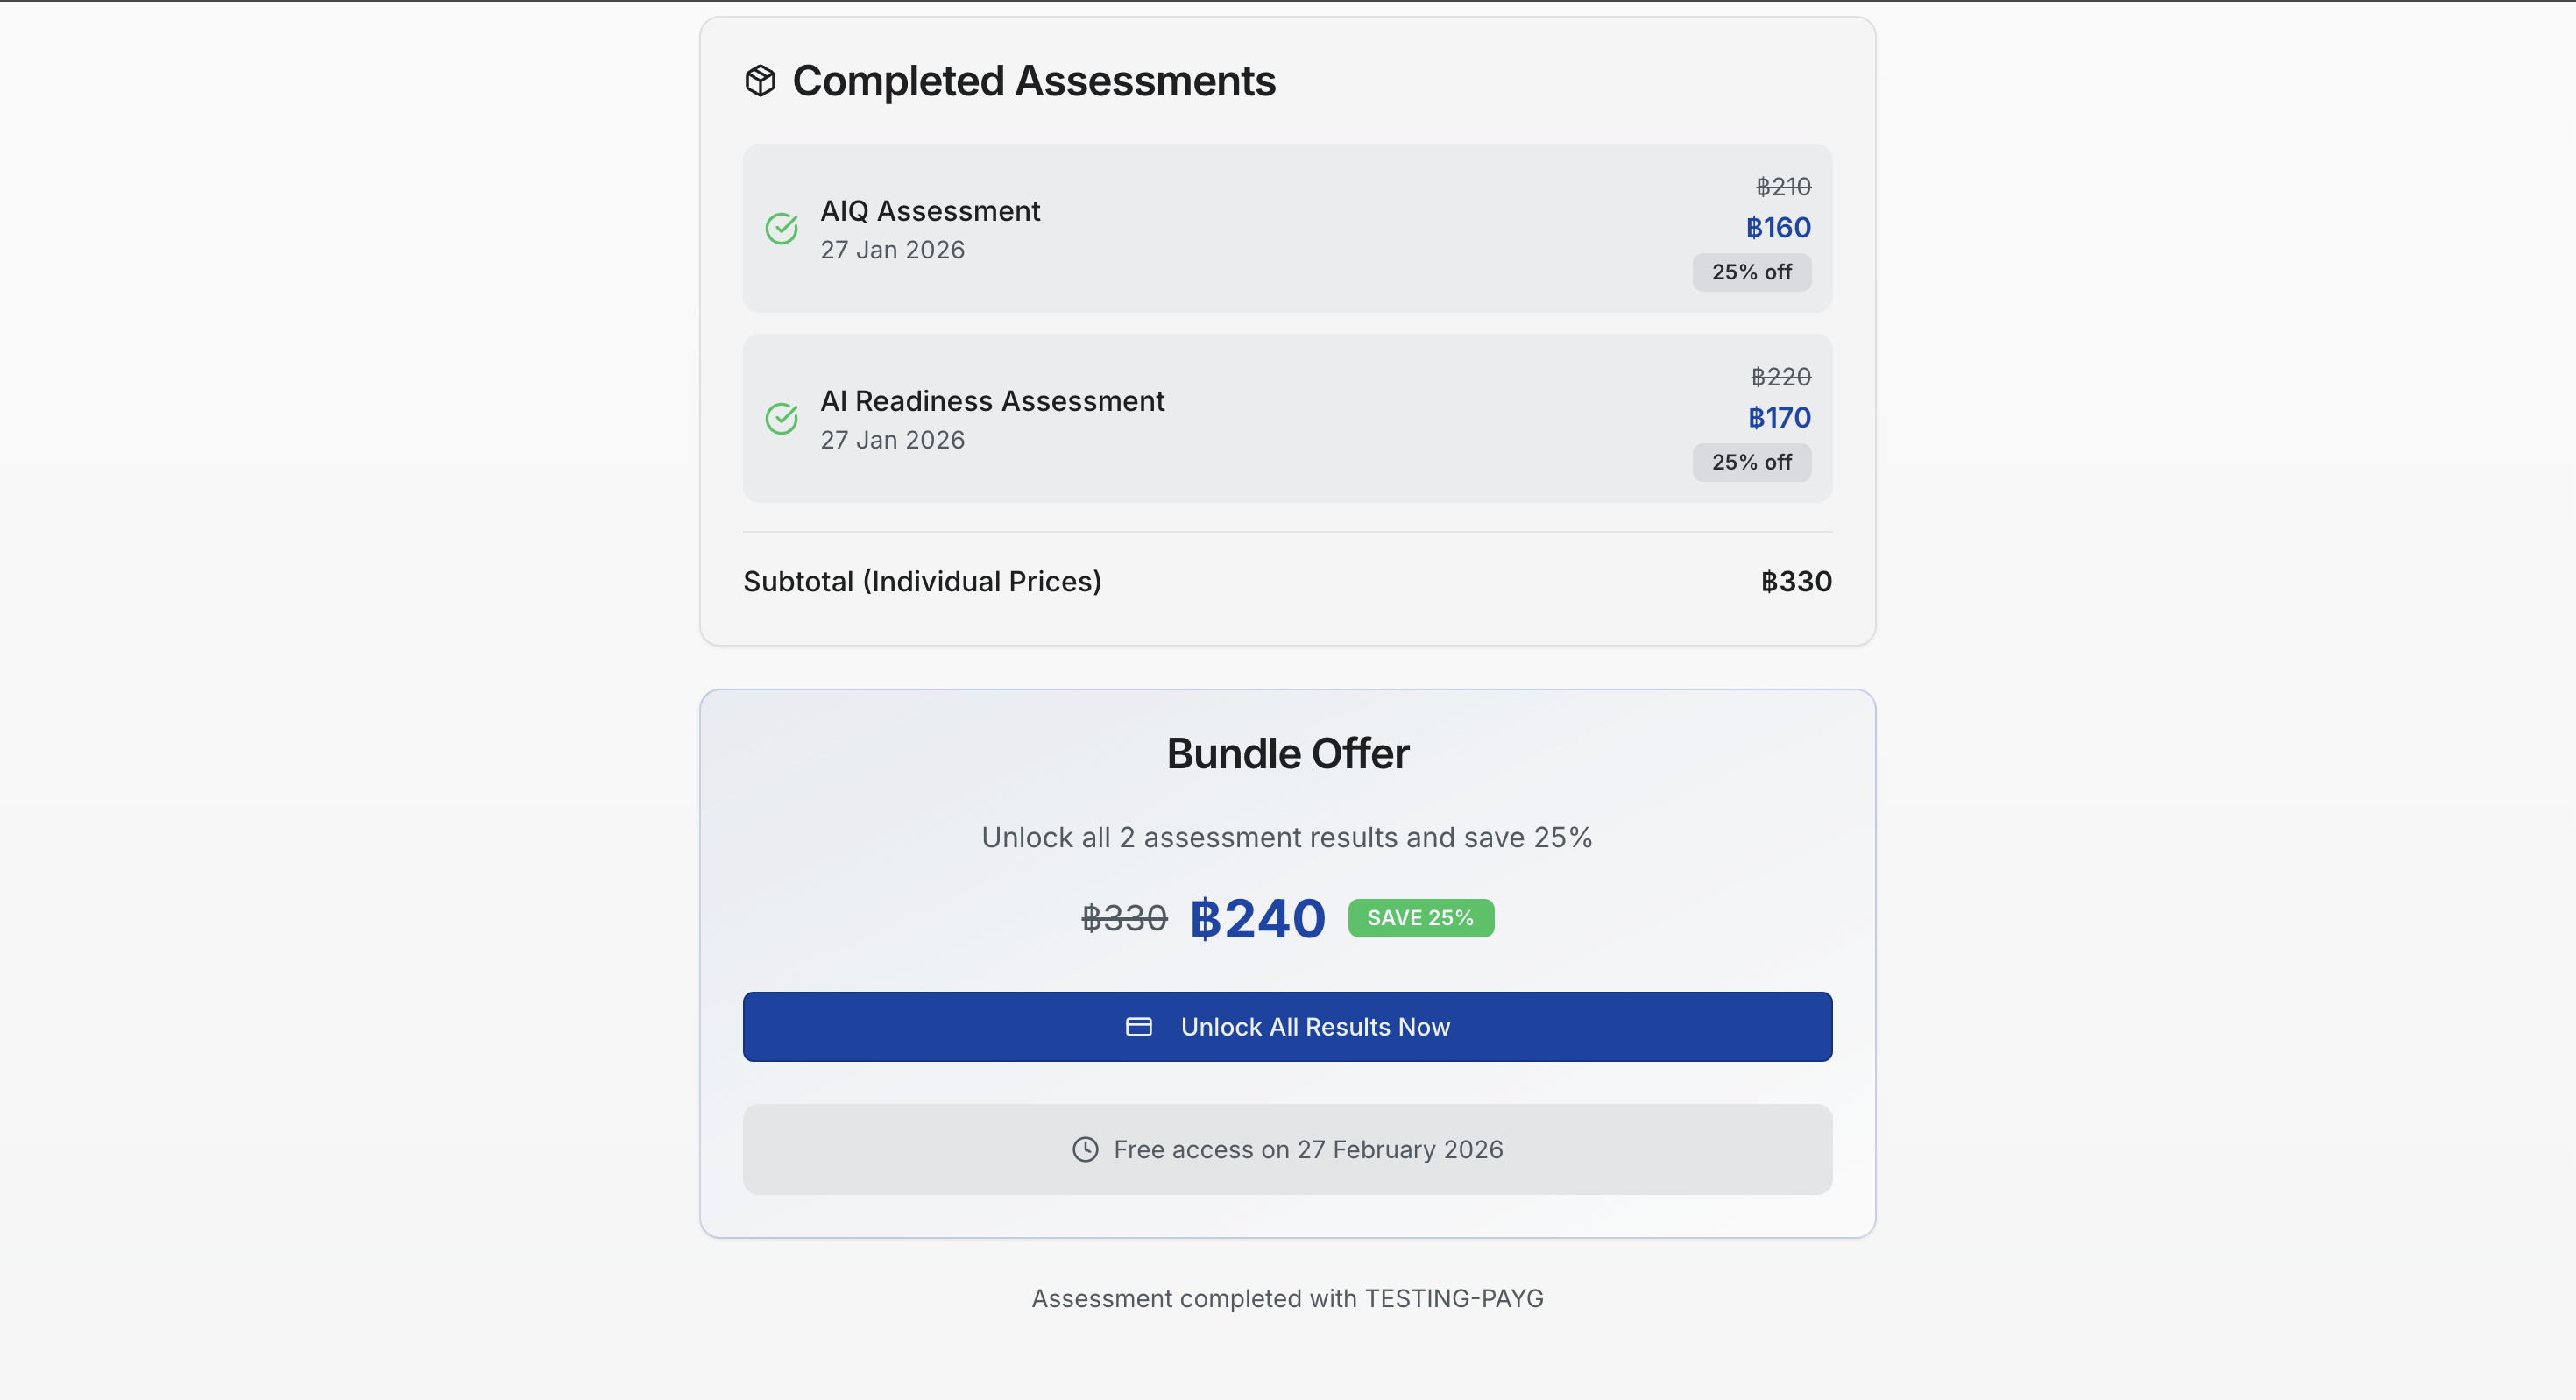 Completed Assessments
AIQ Assessment
27 Jan 2026
฿210
฿160
25% off
AI Readiness Assessment
27 Jan 2026
฿220
฿170
25% off
Subtotal (Individual Prices)
฿330
Bundle Offer
Unlock all 2 assessment results and save 25%
฿330 ฿240 SAVE 25%
Unlock All Results Now
Free access on 27 February 2026
Assessment completed with TESTING-PAYG